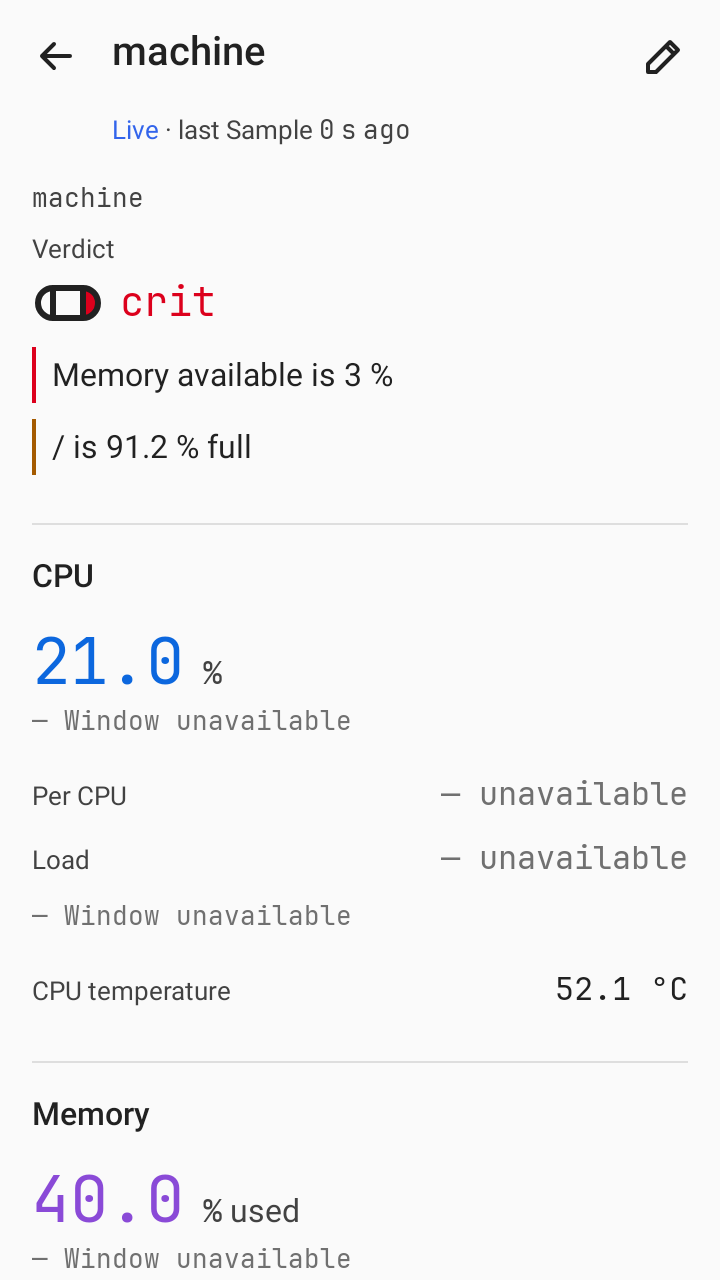 machine
Live · last Sample 0 s ago
machine
Verdict
crit
Memory available is 3 %
/ is 91.2 % full
CPU
21.0 %
— Window unavailable
Per CPU — unavailable
Load — unavailable
— Window unavailable
CPU temperature 52.1 °C
Memory
40.0 % used
— Window unavailable